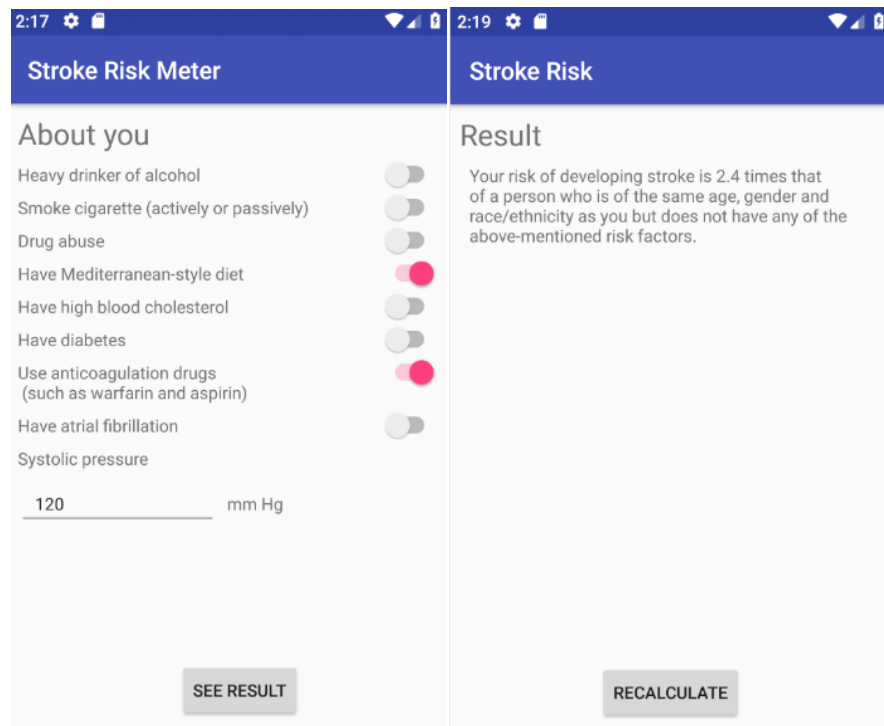 2:17
Stroke Risk Meter
About you
Heavy drinker of alcohol
Smoke cigarette (actively or passively)
Drug abuse
Have Mediterranean-style diet
Have high blood cholesterol
Have diabetes
Use anticoagulation drugs
(such as warfarin and aspirin)
Have atrial fibrillation
Systolic pressure
120 mm Hg
SEE RESULT
2:19
Stroke Risk
Result
Your risk of developing stroke is 2.4 times that
of a person who is of the same age, gender and
race/ethnicity as you but does not have any of the
above-mentioned risk factors.
RECALCULATE